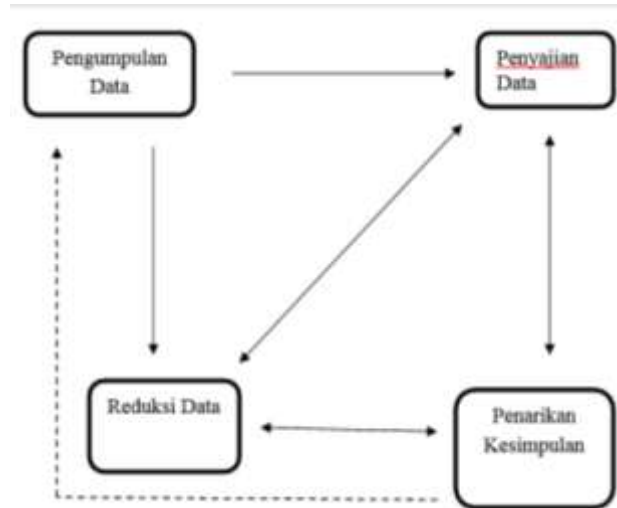 Pengumpulan
Data
Penyajian
Data
Reduksi Data
Penarikan
Kesimpulan